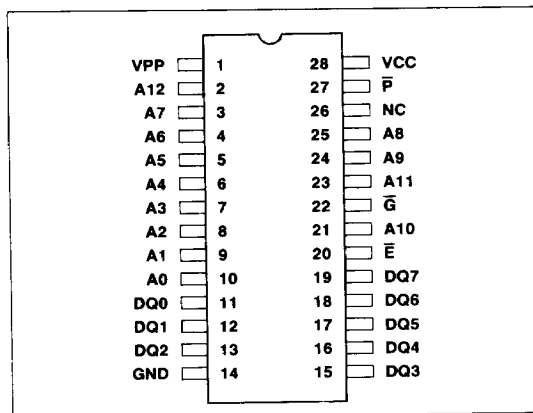 VPP 1 28 VCC
A12 2 27 P̅
A7 3 26 NC
A6 4 25 A8
A5 5 24 A9
A4 6 23 A11
A3 7 22 G̅
A2 8 21 A10
A1 9 20 E̅
A0 10 19 DQ7
DQ0 11 18 DQ6
DQ1 12 17 DQ5
DQ2 13 16 DQ4
GND 14 15 DQ3